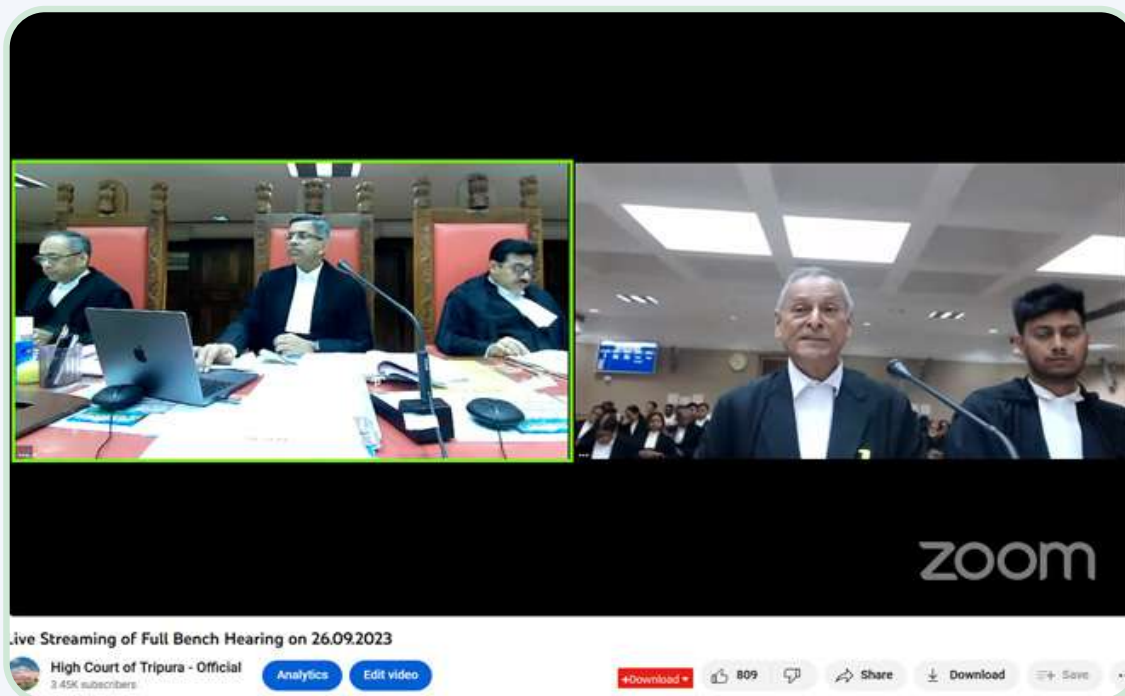 zoom
Live Streaming of Full Bench Hearing on 26.09.2023
High Court of Tripura - Official
3.45K subscribers
Analytics
Edit video
+Download
809
Share
Download
Save